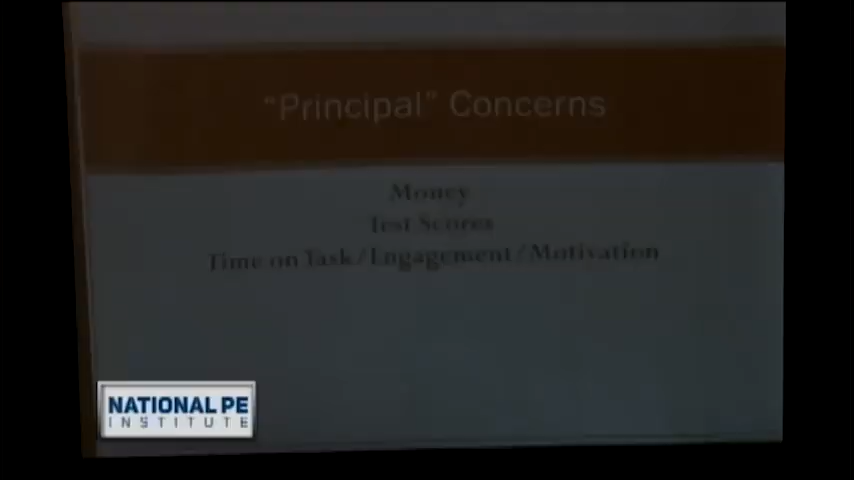 "Principal" Concerns
Money
Test Scores
Time on Task/Engagement/Motivation
NATIONAL PE
INSTITUTE